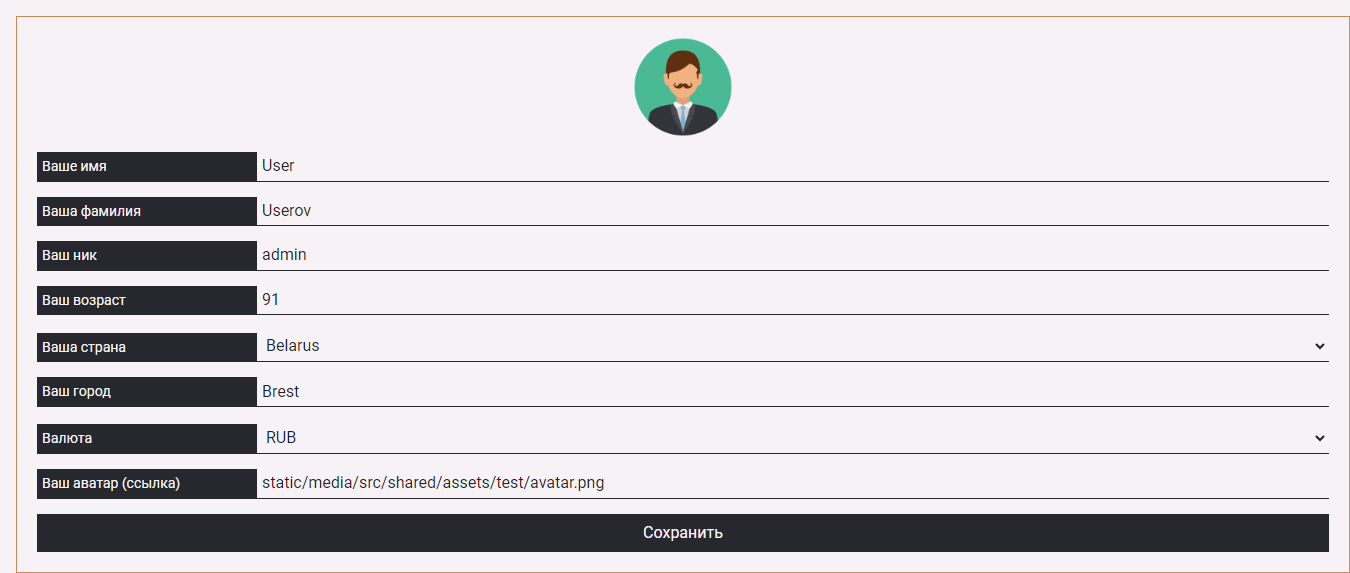 Ваше имя User
Ваша фамилия Userov
Ваш ник admin
Ваш возраст 91
Ваша страна Belarus
Ваш город Brest
Валюта RUB
Ваш аватар (ссылка) static/media/src/shared/assets/test/avatar.png
Сохранить